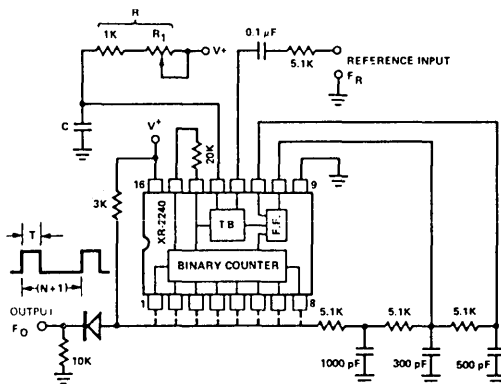 R
1K
R1
V+
0.1 µF
5.1K
REFERENCE INPUT
FR
C
V+
20K
3K
16
9
XR-2240
TB
F.F.
BINARY COUNTER
1
8
T
(N+1)
OUTPUT
FO
10K
5.1K
5.1K
5.1K
1000 pF
300 pF
500 pF